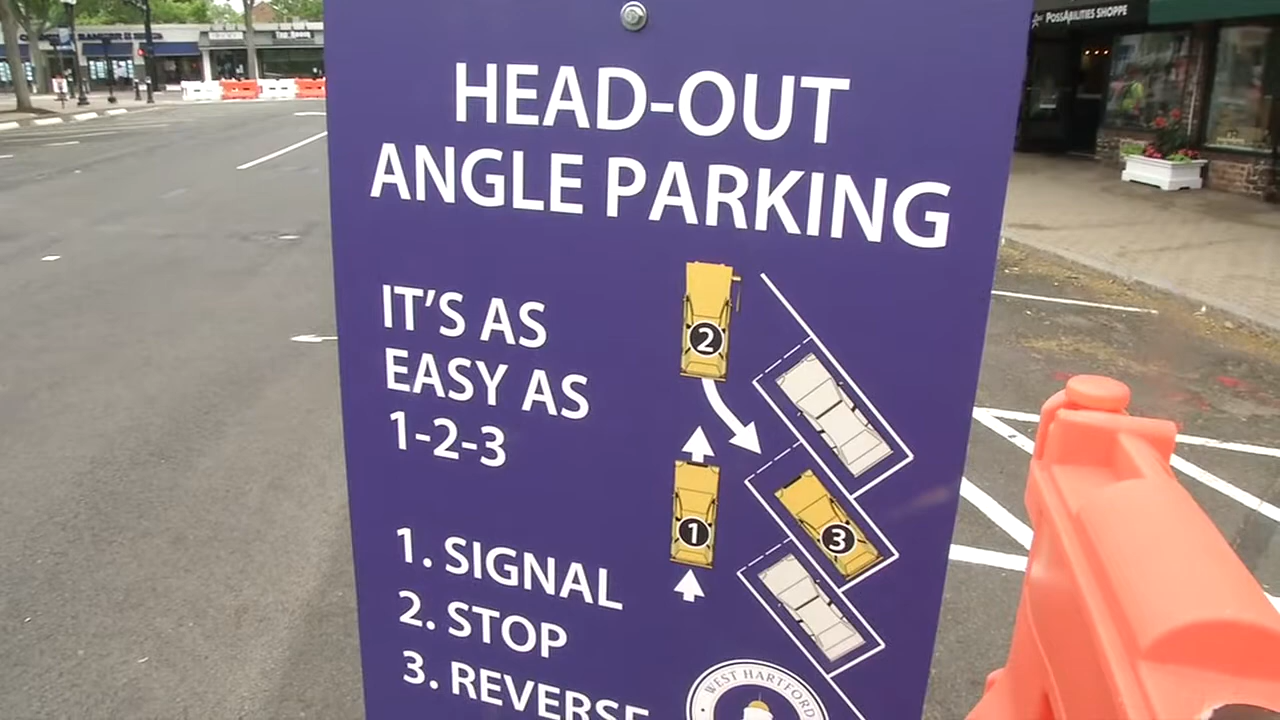 POSSABILITIES SHOPPE
HEAD-OUT
ANGLE PARKING
IT'S AS
EASY AS
1-2-3
2
1
3
1. SIGNAL
2. STOP
3. REVERSE
WEST HARTFORD